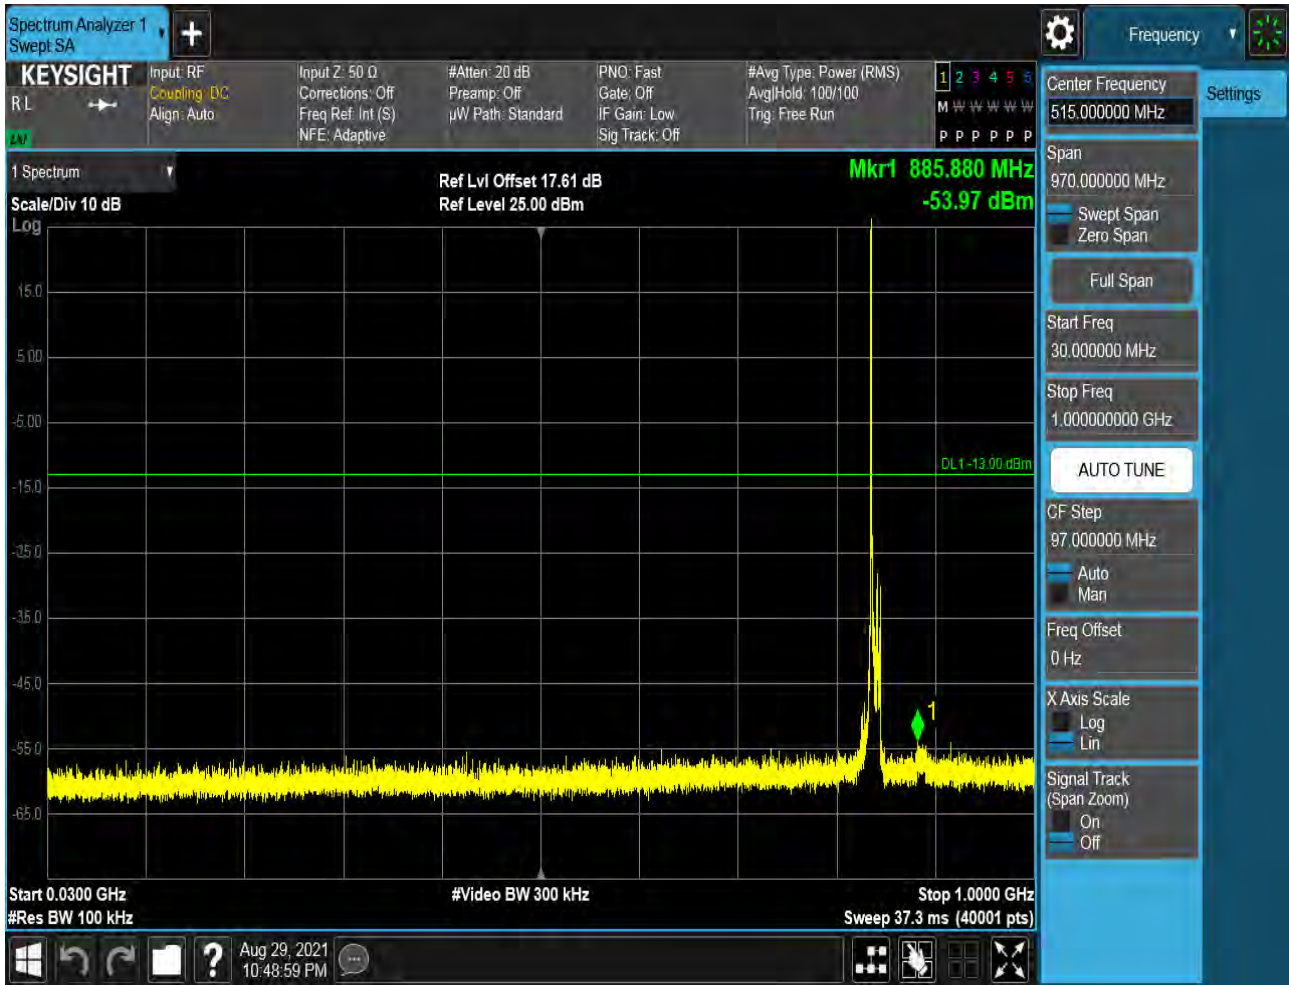 Spectrum Analyzer 1
Swept SA
Frequency
KEYSIGHT
R L
LXI
Input: RF
Coupling: DC
Align: Auto
Input Z: 50 Ω
Corrections: Off
Freq Ref: Int (S)
NFE: Adaptive
#Atten: 20 dB
Preamp: Off
µW Path: Standard
PNO: Fast
Gate: Off
IF Gain: Low
Sig Track: Off
#Avg Type: Power (RMS)
Avg|Hold: 100/100
Trig: Free Run
1 2 3 4 5 6
M W W W W W
P P P P P P
1 Spectrum
Scale/Div 10 dB
Log
Ref Lvl Offset 17.61 dB
Ref Level 25.00 dBm
Mkr1 885.880 MHz
-53.97 dBm
15.0
5.00
-5.00
DL1 -13.00 dBm
-15.0
-25.0
-35.0
-45.0
1
-55.0
-65.0
Start 0.0300 GHz
#Video BW 300 kHz
Stop 1.0000 GHz
#Res BW 100 kHz
Sweep 37.3 ms (40001 pts)
Center Frequency
515.000000 MHz
Settings
Span
970.000000 MHz
Swept Span
Zero Span
Full Span
Start Freq
30.000000 MHz
Stop Freq
1.000000000 GHz
AUTO TUNE
CF Step
97.000000 MHz
Auto
Man
Freq Offset
0 Hz
X Axis Scale
Log
Lin
Signal Track
(Span Zoom)
On
Off
?
Aug 29, 2021
10:48:59 PM